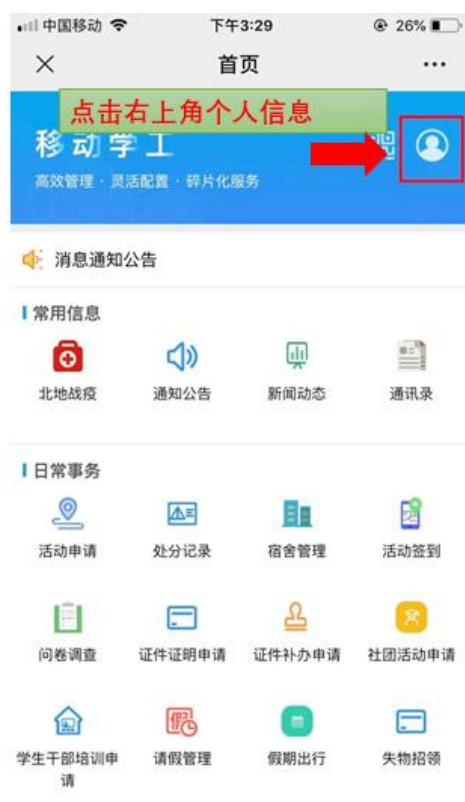 中国移动 下午3:29 26%
首页
点击右上角个人信息
移动学工
高效管理 · 灵活配置 · 碎片化服务
消息通知公告
常用信息
北地战疫 通知公告 新闻动态 通讯录
日常事务
活动申请 处分记录 宿舍管理 活动签到
问卷调查 证件证明申请 证件补办申请 社团活动申请
假
学生干部培训申 请假管理 假期出行 失物招领
请